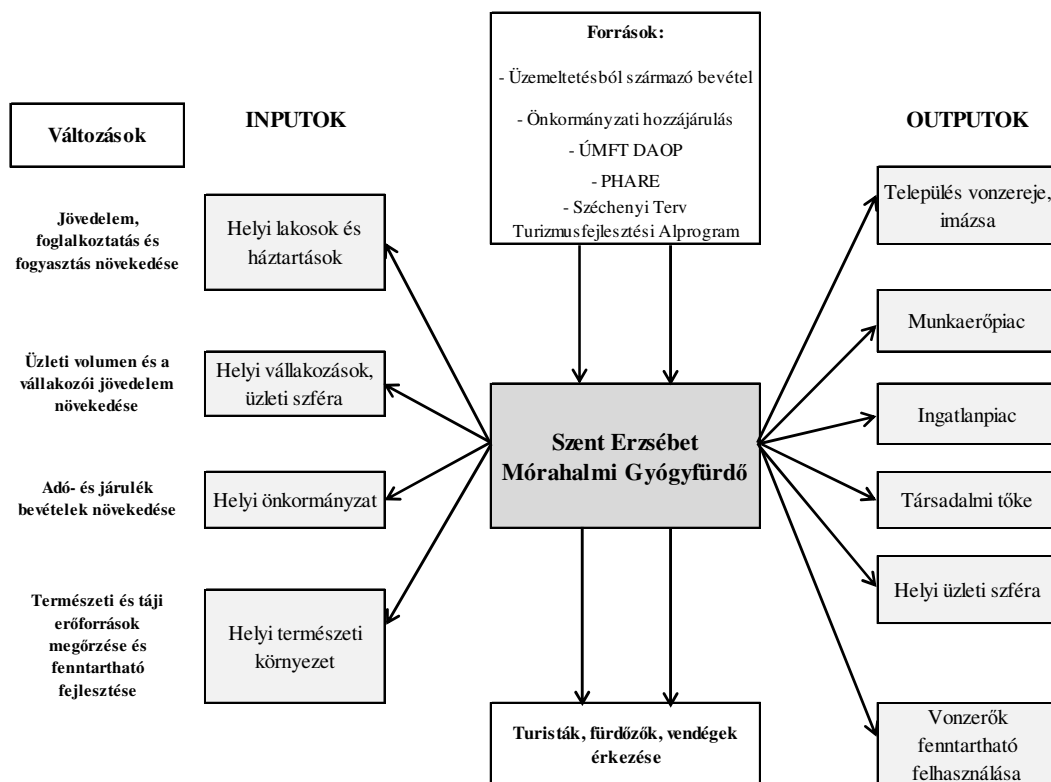 Források:
- Üzemeltetésból származó bevétel
- Önkormányzati hozzájárulás
- ÚMFT DAOP
- PHARE
- Széchenyi Terv
Turizmusfejlesztési Alprogram
Változások
INPUTOK
OUTPUTOK
Jövedelem,
foglalkoztatás és
fogyasztás növekedése
Helyi lakosok és
háztartások
Üzleti volumen és a
vállakozói jövedelem
növekedése
Helyi vállakozások,
üzleti szféra
Adó- és járulék
bevételek növekedése
Helyi önkormányzat
Természeti és táji
erőforrások
megőrzése és
fenntartható
fejlesztése
Helyi természeti
környezet
Szent Erzsébet
Mórahalmi Gyógyfürdő
Turisták, fürdőzők, vendégek
érkezése
Település vonzereje,
imázsa
Munkaerőpiac
Ingatlanpiac
Társadalmi tőke
Helyi üzleti szféra
Vonzerők
fenntartható
felhasználása